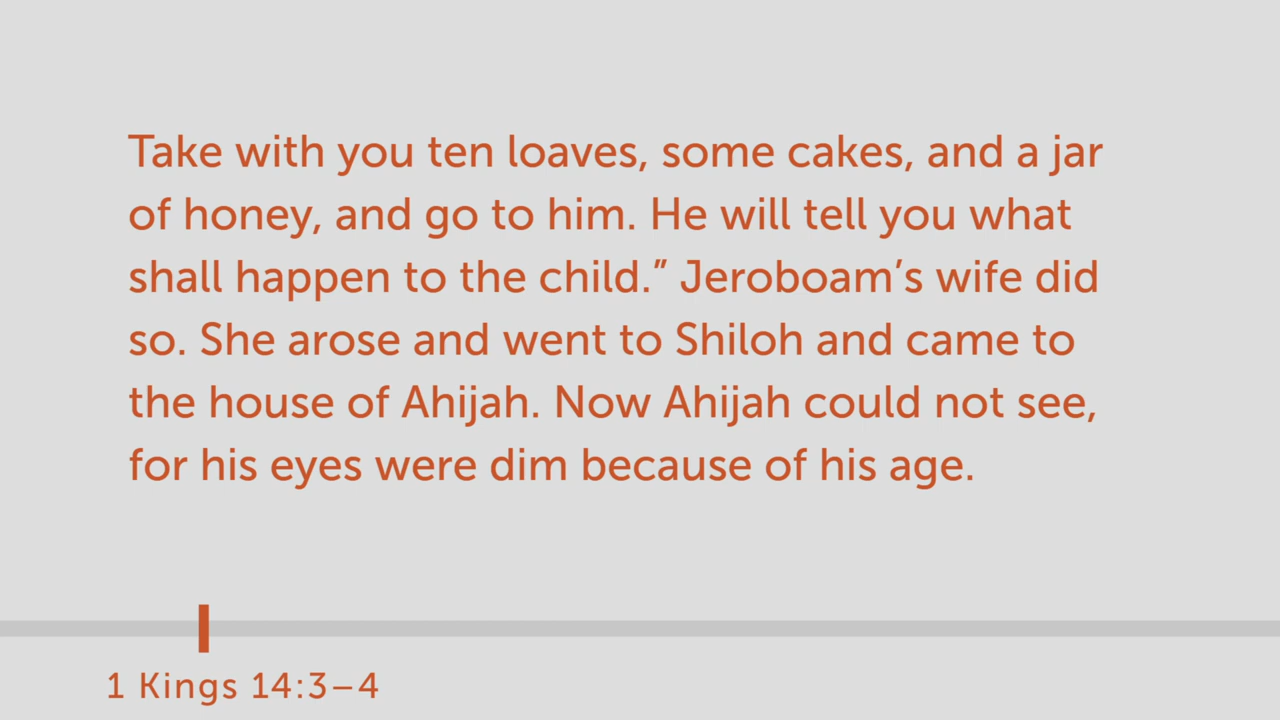 Take with you ten loaves, some cakes, and a jar
of honey, and go to him. He will tell you what
shall happen to the child.” Jeroboam’s wife did
so. She arose and went to Shiloh and came to
the house of Ahijah. Now Ahijah could not see,
for his eyes were dim because of his age.
1 Kings 14:3–4